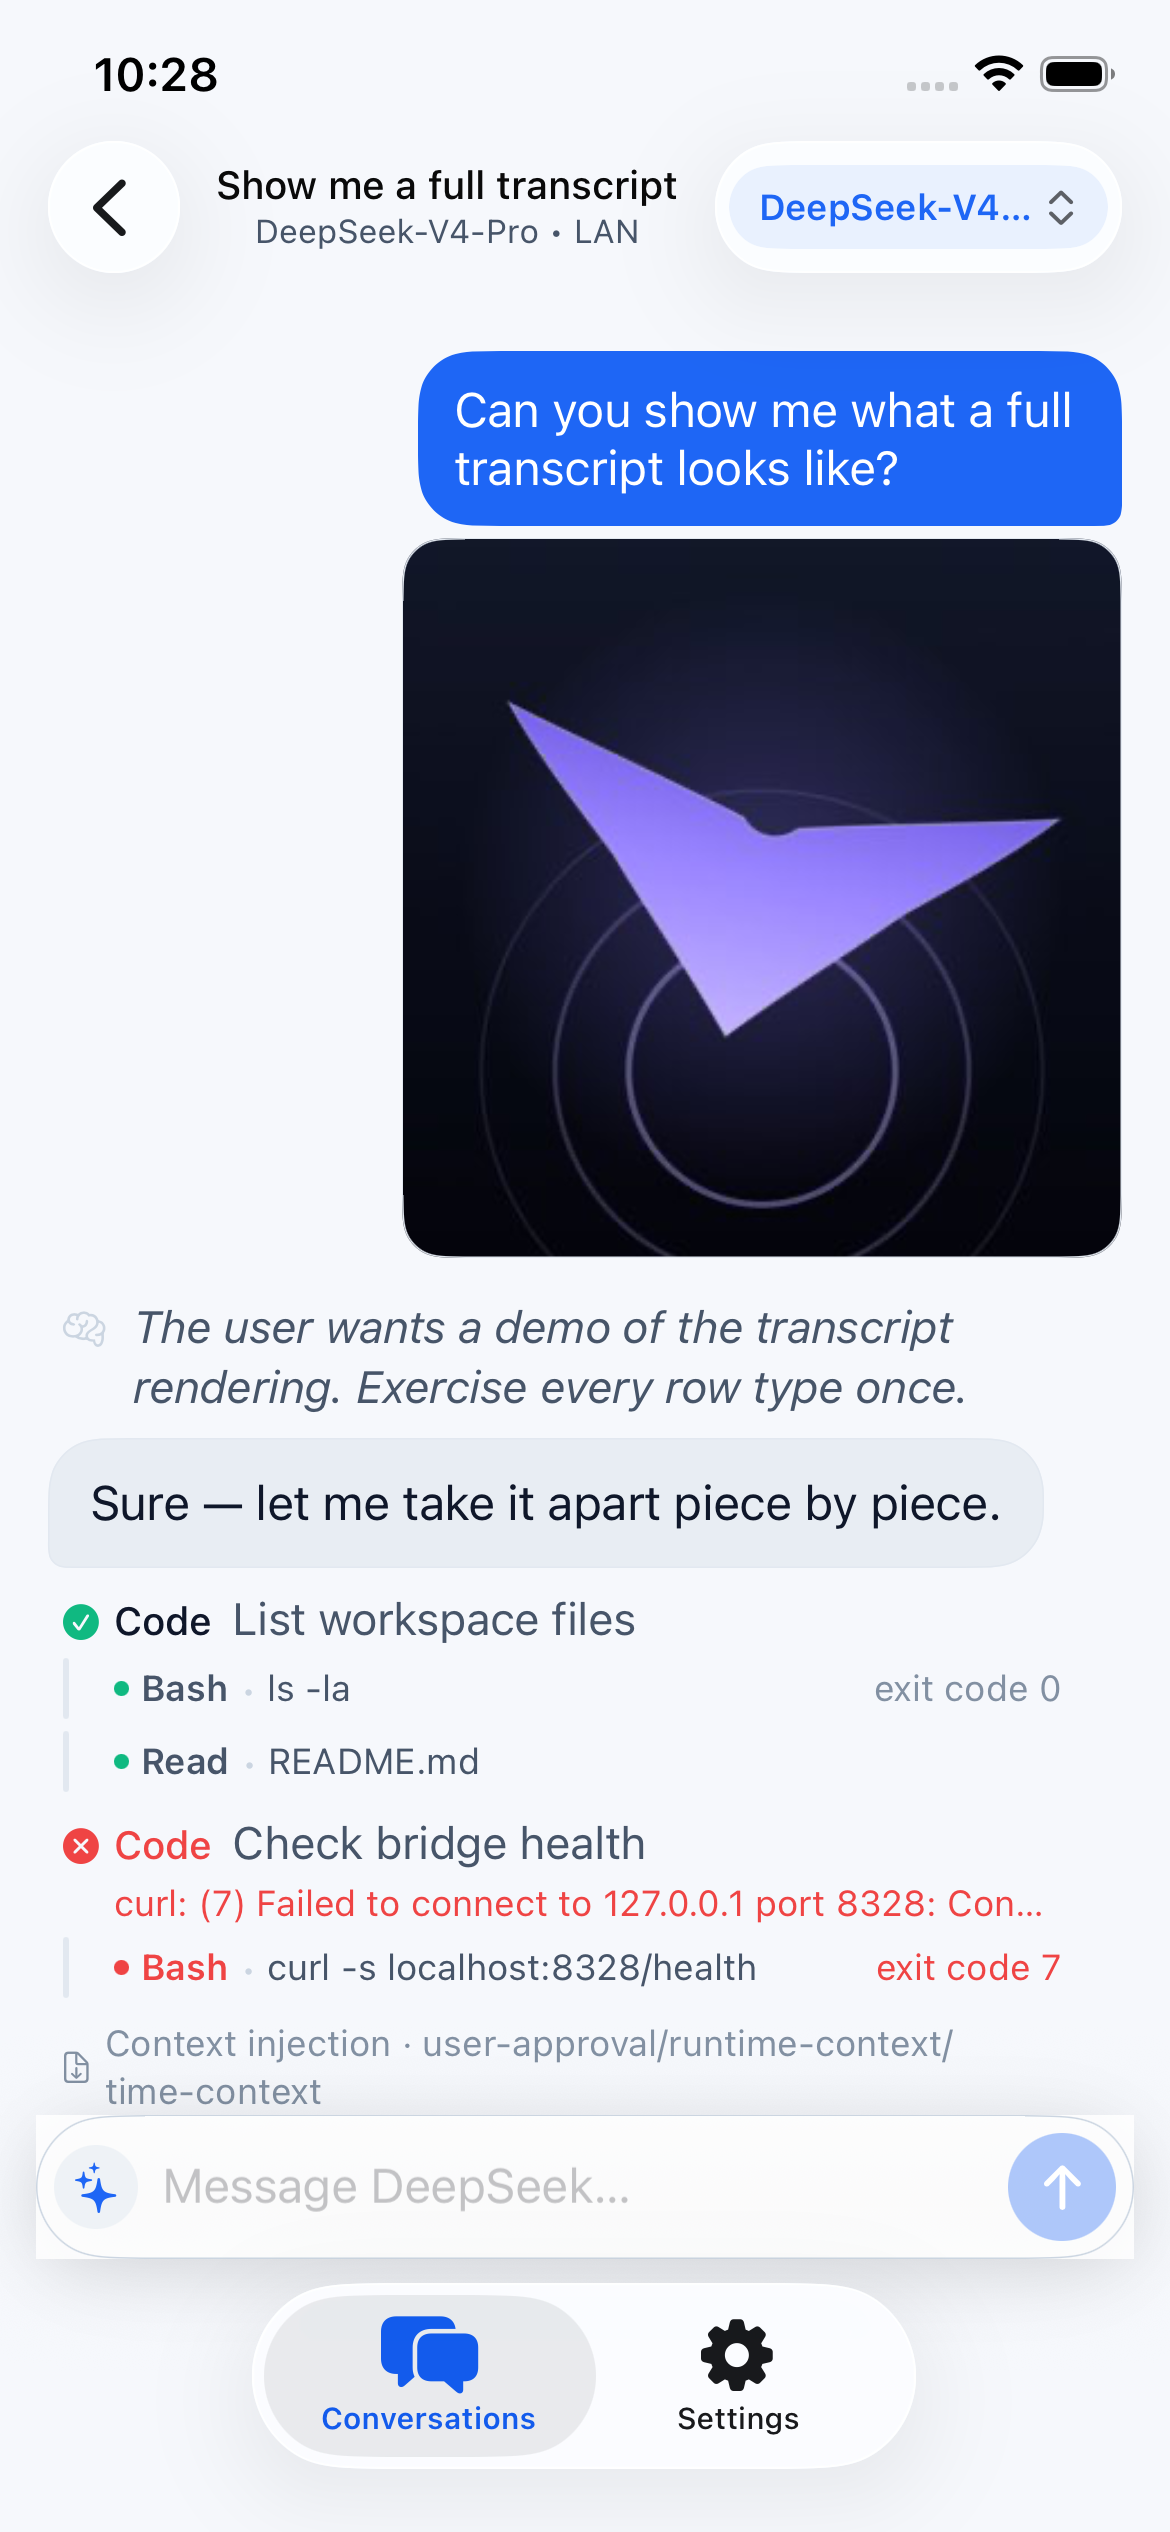 10:28
Show me a full transcript
DeepSeek-V4-Pro • LAN
DeepSeek-V4...
Can you show me what a full
transcript looks like?
The user wants a demo of the transcript
rendering. Exercise every row type once.
Sure — let me take it apart piece by piece.
Code List workspace files
Bash · ls -la exit code 0
Read · README.md
Code Check bridge health
curl: (7) Failed to connect to 127.0.0.1 port 8328: Con...
Bash · curl -s localhost:8328/health exit code 7
Context injection · user-approval/runtime-context/
time-context
Message DeepSeek...
Conversations
Settings